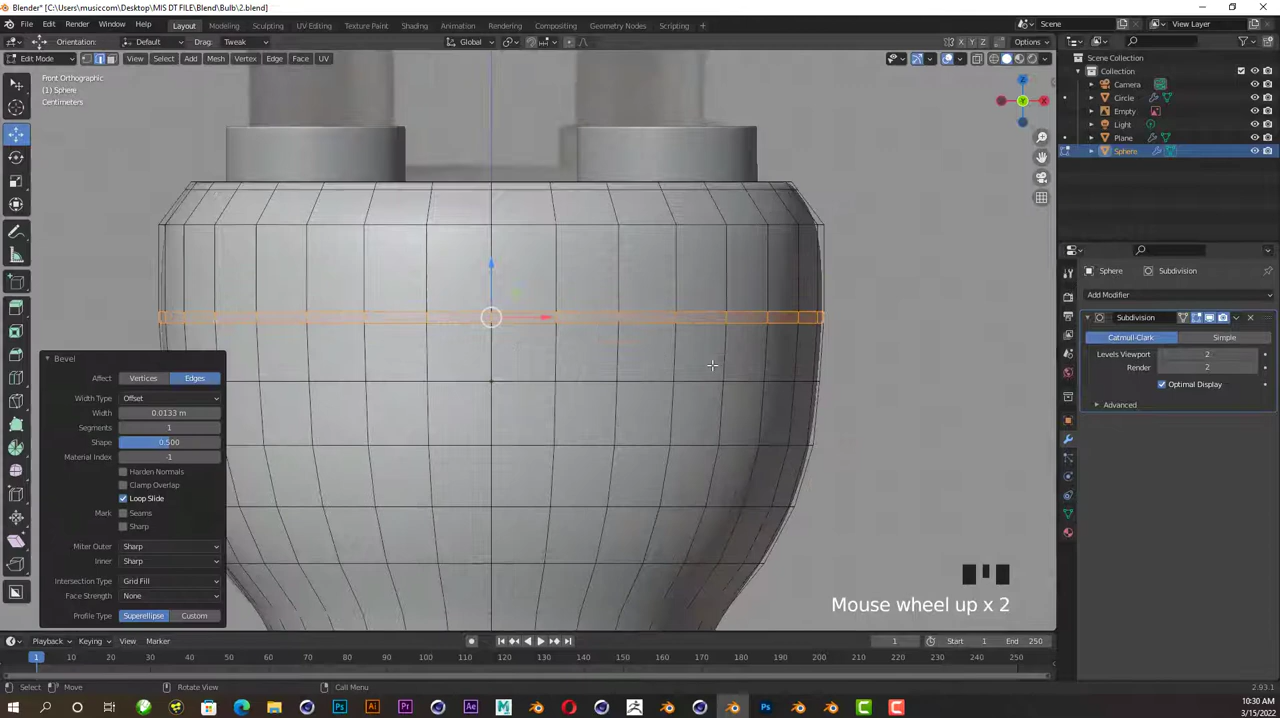 Blender* [C:\Users\musiccom\Desktop\MIS DT FILE\Blend\Bulb\2.blend]
File Edit Render Window Help Layout Modeling Sculpting UV Editing Texture Paint Shading Animation Rendering Compositing Geometry Nodes Scripting Scene View Layer
Orientation: Default Drag: Tweak Global X Y Z Options
Edit Mode View Select Add Mesh Vertex Edge Face UV
Scene Collection
Collection
Camera
Circle
Empty
Light
Plane
Sphere
Front Orthographic
(1) Sphere
Centimeters
Sphere Subdivision
Add Modifier
Subdivision
Catmull-Clark Simple
Levels Viewport 2
Render 2
Optimal Display
Advanced
Bevel
Affect Vertices Edges
Width Type Offset
Width 0.0133 m
Segments 1
Shape 0.500
Material Index -1
Harden Normals
Clamp Overlap
Loop Slide
Mark Seams
Sharp
Miter Outer Sharp
Inner Sharp
Intersection Type Grid Fill
Face Strength None
Profile Type Superellipse Custom
Mouse wheel up x 2
Playback Keying View Marker 1 Start 1 End 250
1 10 20 30 40 50 60 70 80 90 100 110 120 130 140 150 160 170 180 190 200 210 220 230 240 250
Select Move Rotate View Call Menu 2.93.1
10:30 AM
3/15/2022